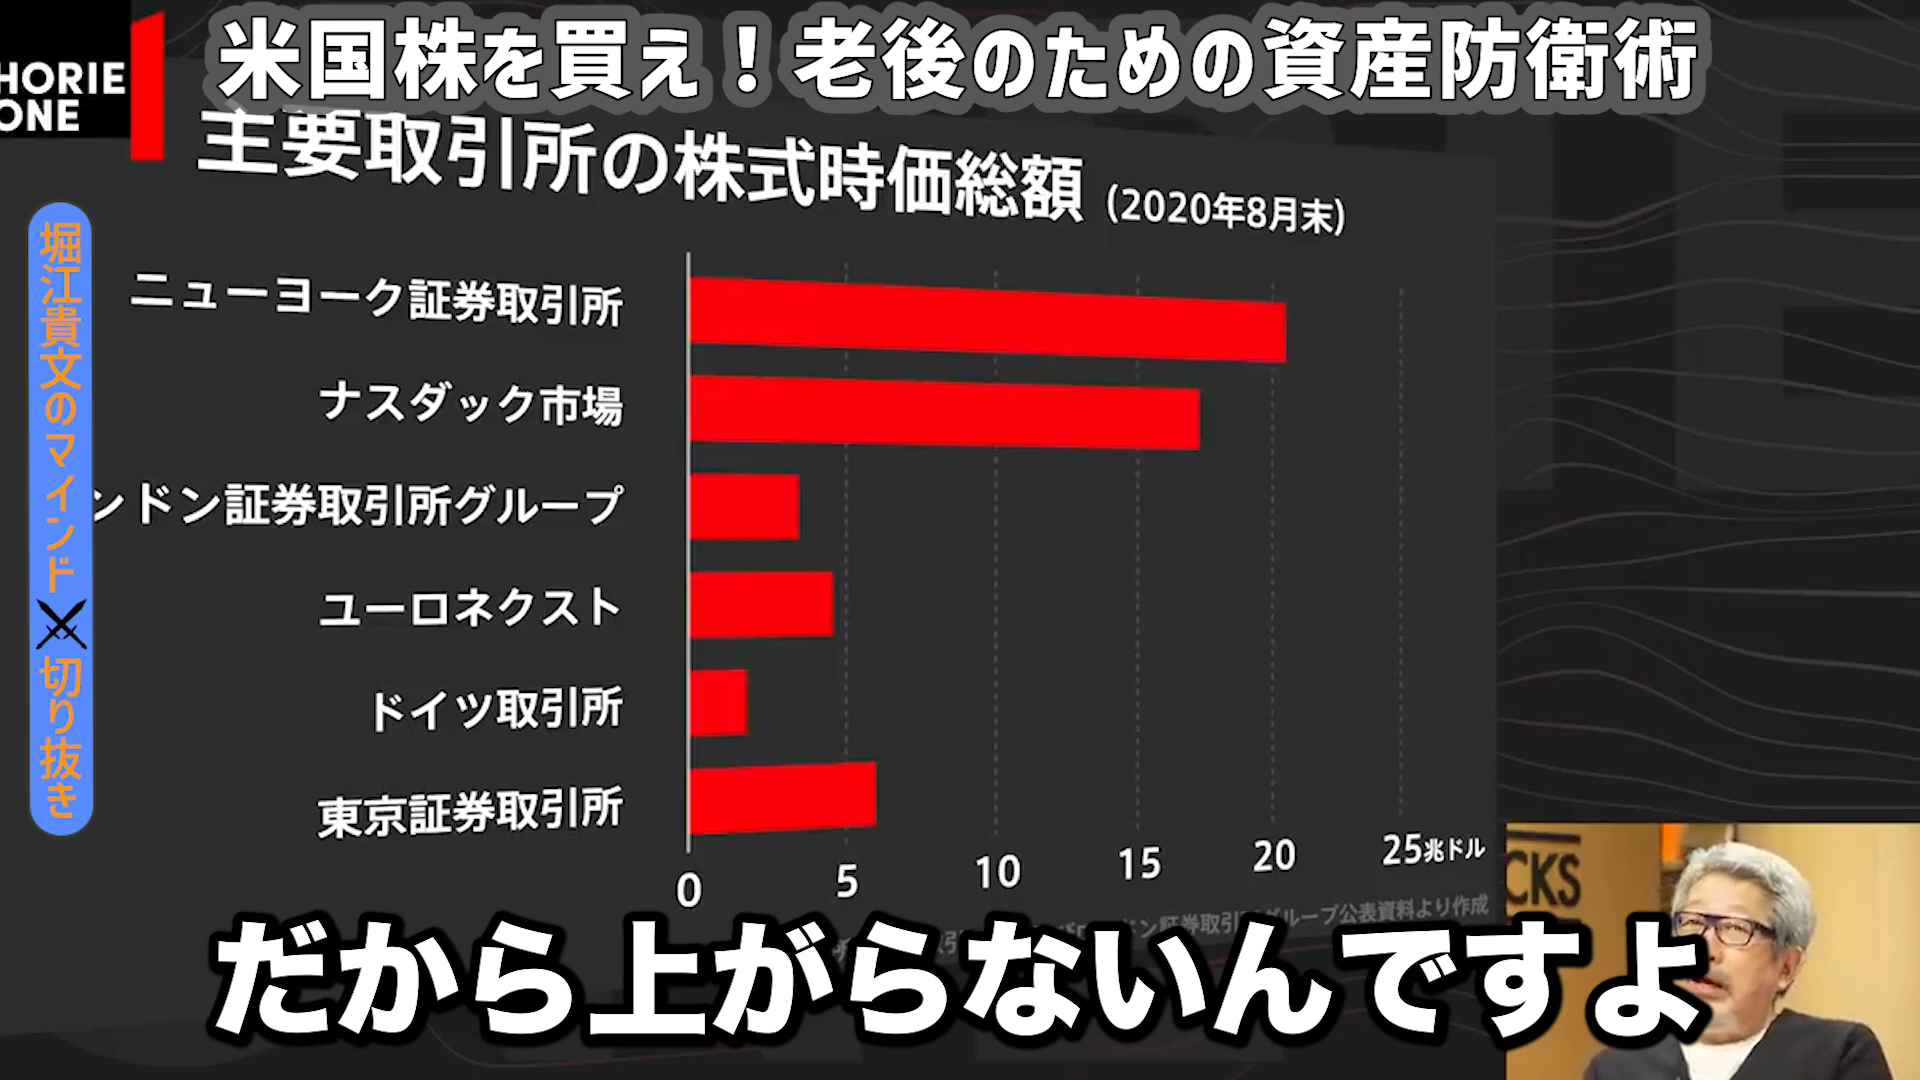 HORIE
ONE
米国株を買え！老後のための資産防衛術
主要取引所の株式時価総額 (2020年8月末)
堀江貴文のマインド
切り抜き
ニューヨーク証券取引所
ナスダック市場
ンドン証券取引所グループ
ユーロネクスト
ドイツ取引所
東京証券取引所
0 5 10 15 20 25兆ドル
ドン証券取引所グループ公表資料より作成
CKS
だから上がらないんですよ